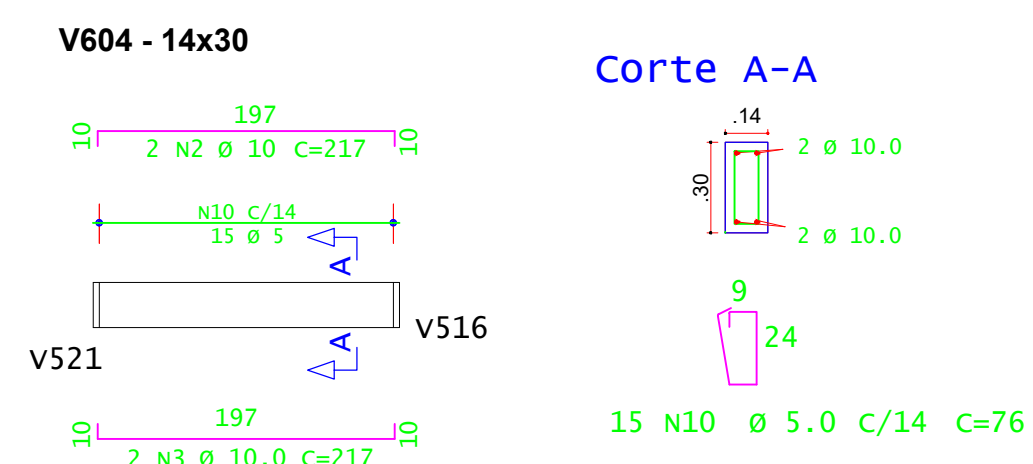 V604 - 14x30
197
10
10
2 N2 Ø 10 C=217
N10 C/14
15 Ø 5
A
V516
V521
A
197
10
10
2 N3 Ø 10.0 C=217
Corte A-A
.14
2 Ø 10.0
.30
2 Ø 10.0
9
24
15 N10 Ø 5.0 C/14 C=76